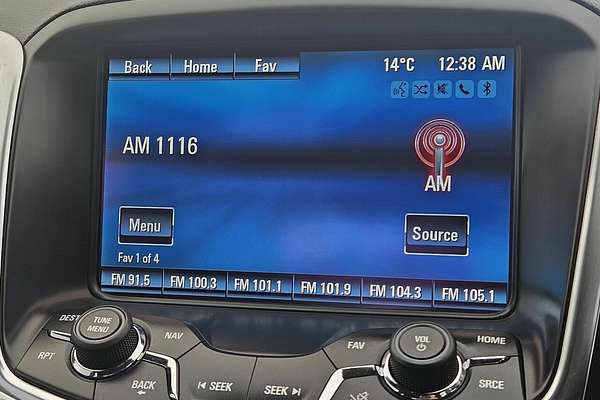 Back Home Fav 14°C 12:38 AM
AM 1116
AM
Menu Source
Fav 1 of 4
FM 91.5 FM 100.3 FM 101.1 FM 101.9 FM 104.3 FM 105.1
DEST TUNE MENU NAV FAV VOL HOME
RPT BACK SEEK SEEK SRCE